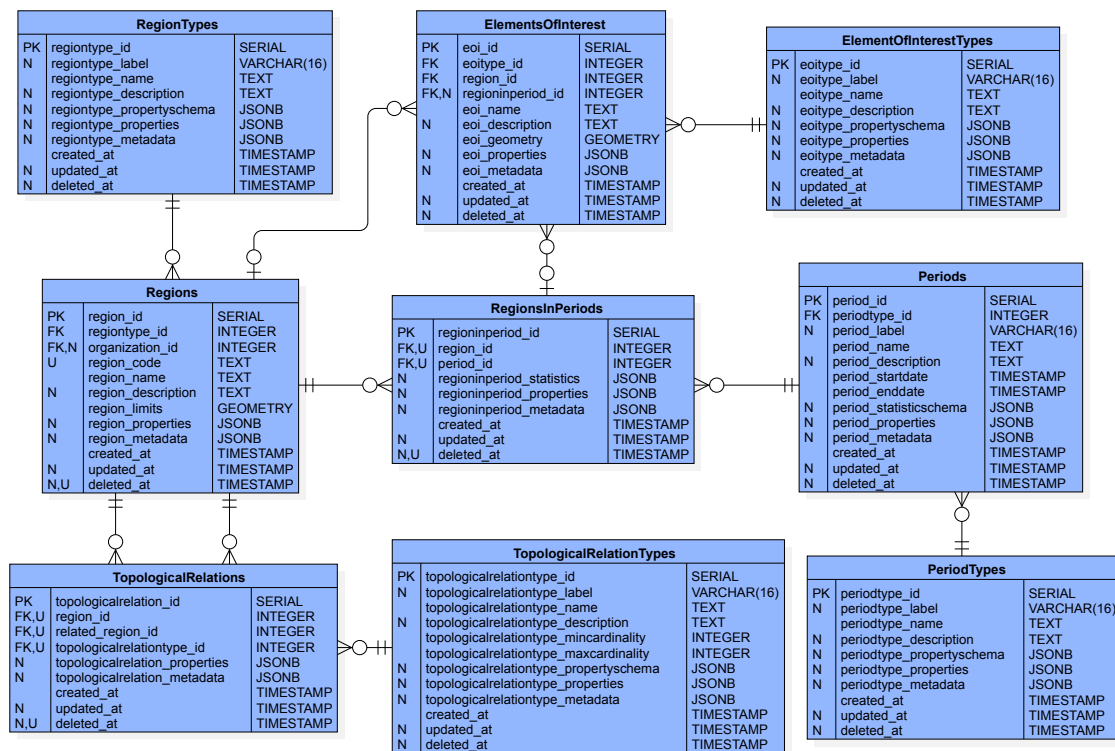 RegionTypes
PK regiontype_id SERIAL
N regiontype_label VARCHAR(16)
regiontype_name TEXT
N regiontype_description TEXT
N regiontype_propertyschema JSONB
N regiontype_properties JSONB
N regiontype_metadata JSONB
created_at TIMESTAMP
N updated_at TIMESTAMP
N deleted_at TIMESTAMP
ElementsOfInterest
PK eoi_id SERIAL
FK eoitype_id INTEGER
FK region_id INTEGER
FK,N regioninperiod_id INTEGER
eoi_name TEXT
N eoi_description TEXT
eoi_geometry GEOMETRY
N eoi_properties JSONB
N eoi_metadata JSONB
created_at TIMESTAMP
N updated_at TIMESTAMP
N deleted_at TIMESTAMP
ElementOfInterestTypes
PK eoitype_id SERIAL
N eoitype_label VARCHAR(16)
eoitype_name TEXT
N eoitype_description TEXT
N eoitype_propertyschema JSONB
N eoitype_properties JSONB
N eoitype_metadata JSONB
created_at TIMESTAMP
N updated_at TIMESTAMP
N deleted_at TIMESTAMP
Regions
PK region_id SERIAL
FK regiontype_id INTEGER
FK,N organization_id INTEGER
U region_code TEXT
region_name TEXT
N region_description TEXT
region_limits GEOMETRY
N region_properties JSONB
N region_metadata JSONB
created_at TIMESTAMP
N updated_at TIMESTAMP
N,U deleted_at TIMESTAMP
RegionsInPeriods
PK regioninperiod_id SERIAL
FK,U region_id INTEGER
FK,U period_id INTEGER
N regioninperiod_statistics JSONB
N regioninperiod_properties JSONB
N regioninperiod_metadata JSONB
created_at TIMESTAMP
N updated_at TIMESTAMP
N,U deleted_at TIMESTAMP
Periods
PK period_id SERIAL
FK periodtype_id INTEGER
N period_label VARCHAR(16)
period_name TEXT
N period_description TEXT
period_startdate TIMESTAMP
period_enddate TIMESTAMP
N period_statisticschema JSONB
N period_properties JSONB
N period_metadata JSONB
created_at TIMESTAMP
N updated_at TIMESTAMP
N deleted_at TIMESTAMP
TopologicalRelations
PK topologicalrelation_id SERIAL
FK,U region_id INTEGER
FK,U related_region_id INTEGER
FK,U topologicalrelationtype_id INTEGER
N topologicalrelation_properties JSONB
N topologicalrelation_metadata JSONB
created_at TIMESTAMP
N updated_at TIMESTAMP
N,U deleted_at TIMESTAMP
TopologicalRelationTypes
PK topologicalrelationtype_id SERIAL
N topologicalrelationtype_label VARCHAR(16)
topologicalrelationtype_name TEXT
N topologicalrelationtype_description TEXT
topologicalrelationtype_mincardinality INTEGER
topologicalrelationtype_maxcardinality INTEGER
N topologicalrelationtype_propertyschema JSONB
N topologicalrelationtype_properties JSONB
N topologicalrelationtype_metadata JSONB
created_at TIMESTAMP
N updated_at TIMESTAMP
N deleted_at TIMESTAMP
PeriodTypes
PK periodtype_id SERIAL
N periodtype_label VARCHAR(16)
periodtype_name TEXT
N periodtype_description TEXT
N periodtype_propertyschema JSONB
N periodtype_properties JSONB
N periodtype_metadata JSONB
created_at TIMESTAMP
N updated_at TIMESTAMP
N deleted_at TIMESTAMP